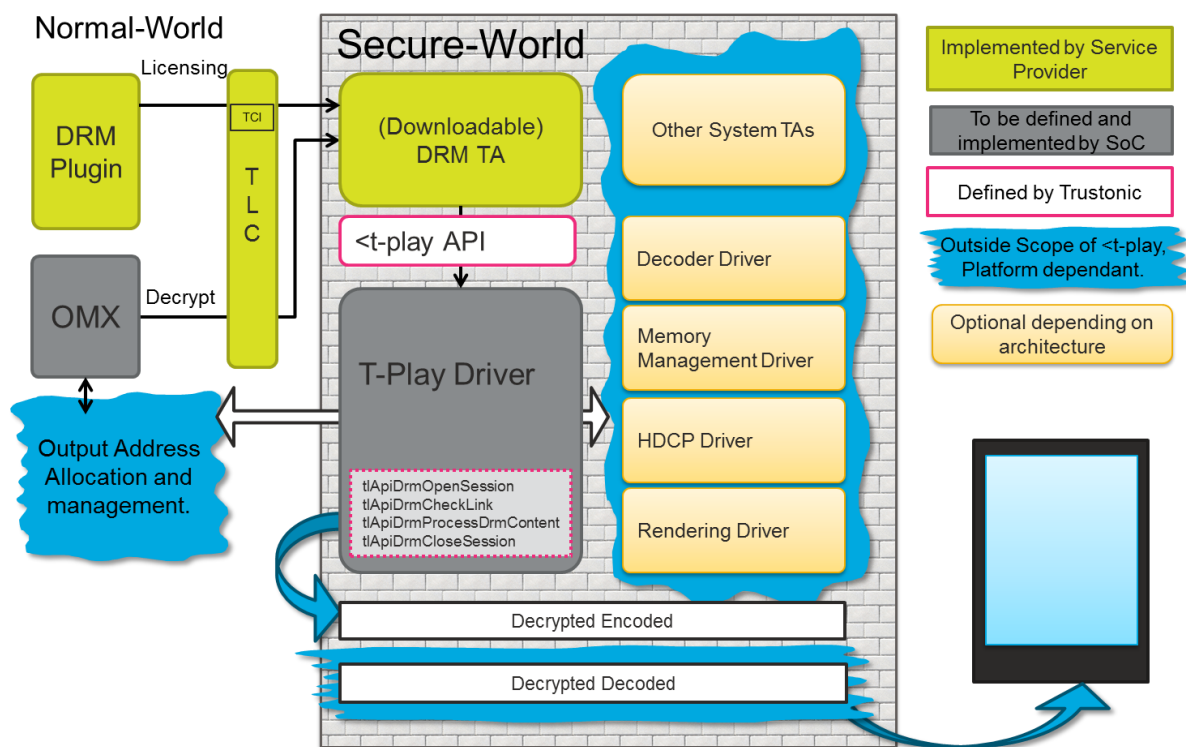 Normal-World
Secure-World
Licensing
DRM
Plugin
TCI
T
L
C
(Downloadable)
DRM TA
<t-play API
OMX
Decrypt
T-Play Driver
tlApiDrmOpenSession
tlApiDrmCheckLink
tlApiDrmProcessDrmContent
tlApiDrmCloseSession
Output Address
Allocation and
management.
Other System TAs
Decoder Driver
Memory
Management Driver
HDCP Driver
Rendering Driver
Decrypted Encoded
Decrypted Decoded
Implemented by Service
Provider
To be defined and
implemented by SoC
Defined by Trustonic
Outside Scope of <t-play,
Platform dependant.
Optional depending on
architecture